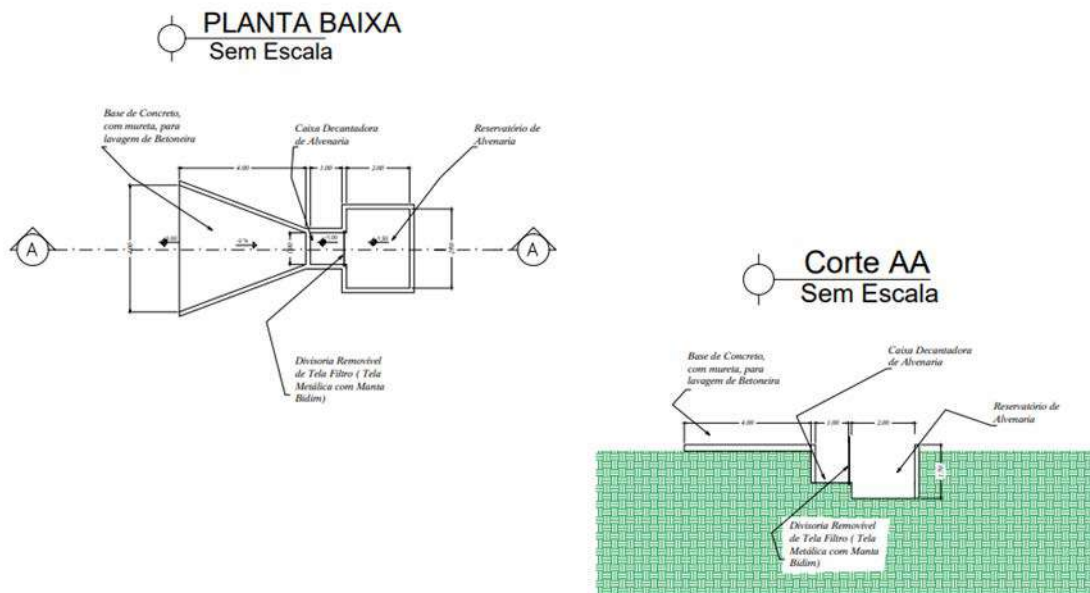 PLANTA BAIXA
Sem Escala
Base de Concreto,
com mureta, para
lavagem de Betoneira
Caixa Decantadora
de Alvenaria
Reservatório de
Alvenaria
4.00
1.00
2.00
4.00
A
A
Divisoria Removível
de Tela Filtro ( Tela
Metálica com Manta
Bidim)
Corte AA
Sem Escala
Base de Concreto,
com mureta, para
lavagem de Betoneira
Caixa Decantadora
de Alvenaria
Reservatório de
Alvenaria
4.00
1.00
2.00
Divisoria Removível
de Tela Filtro ( Tela
Metálica com Manta
Bidim)